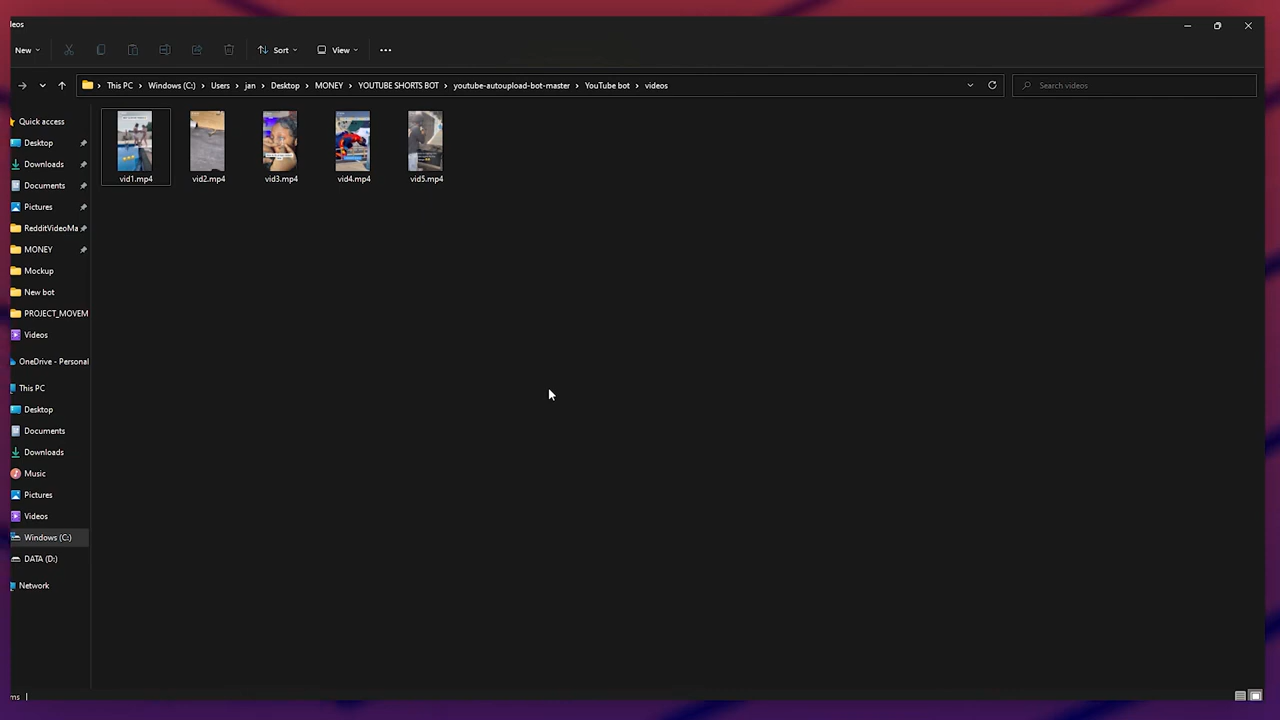 eos
New
Sort
View
This PC
Windows (C:)
Users
jan
Desktop
MONEY
YOUTUBE SHORTS BOT
youtube-autoupload-bot-master
YouTube bot
videos
Search videos
Quick access
Desktop
Downloads
Documents
Pictures
RedditVideoMa
MONEY
Mockup
New bot
PROJECT_MOVEM
Videos
OneDrive - Personal
This PC
Desktop
Documents
Downloads
Music
Pictures
Videos
Windows (C:)
DATA (D:)
Network
vid1.mp4
vid2.mp4
vid3.mp4
vid4.mp4
vid5.mp4
ms